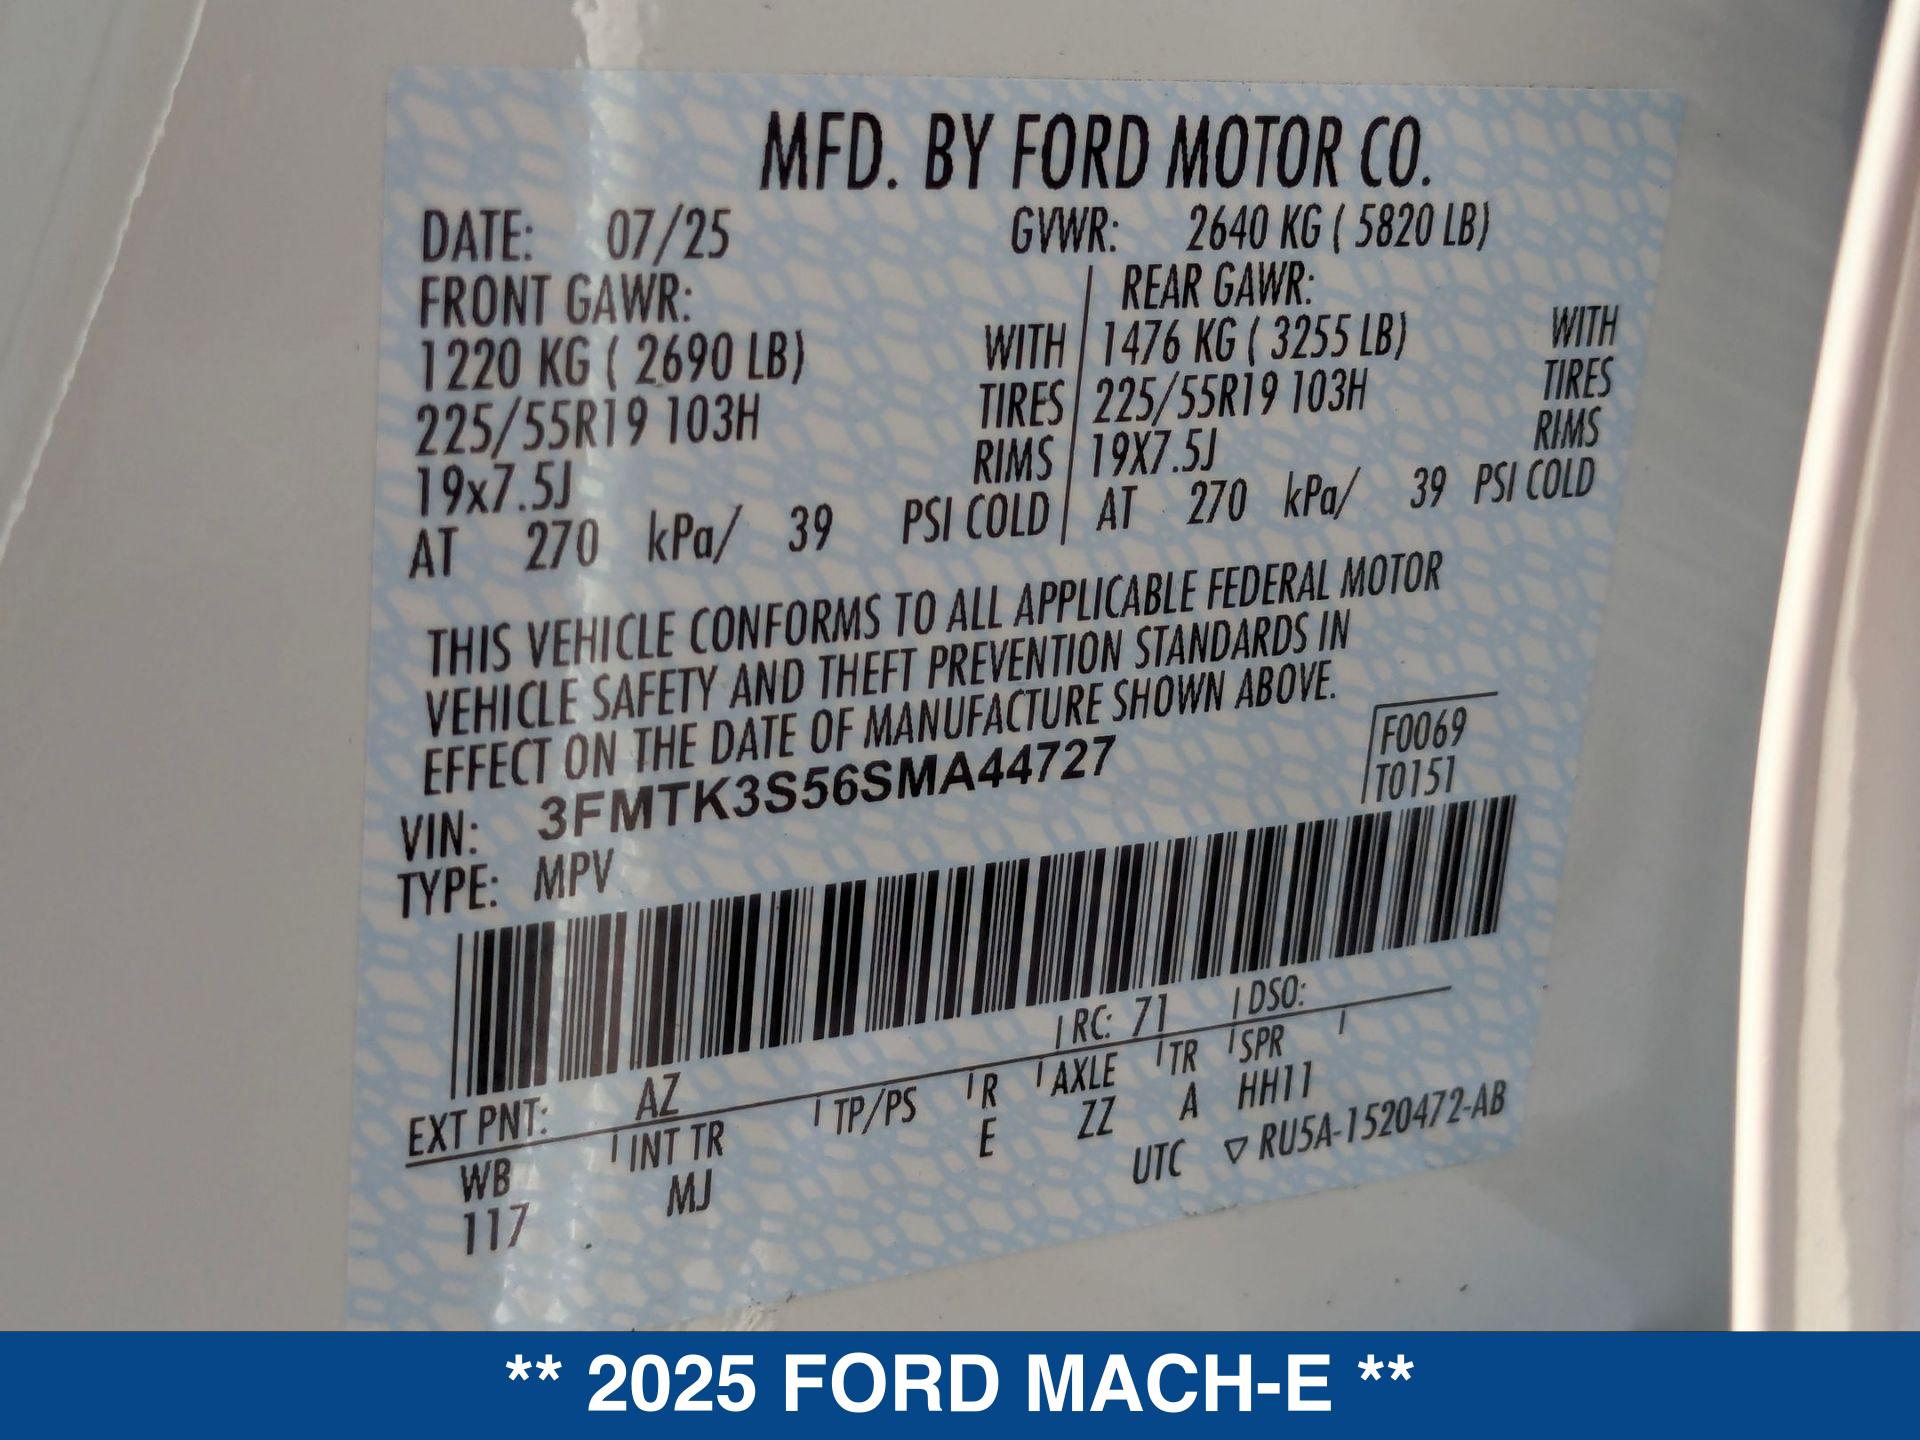 MFD. BY FORD MOTOR CO.
DATE: 07/25 GVWR: 2640 KG ( 5820 LB)
FRONT GAWR: REAR GAWR:
1220 KG ( 2690 LB) WITH 1476 KG ( 3255 LB) WITH
225/55R19 103H TIRES 225/55R19 103H TIRES
19x7.5J RIMS 19X7.5J RIMS
AT 270 kPa/ 39 PSI COLD AT 270 kPa/ 39 PSI COLD
THIS VEHICLE CONFORMS TO ALL APPLICABLE FEDERAL MOTOR
VEHICLE SAFETY AND THEFT PREVENTION STANDARDS IN
EFFECT ON THE DATE OF MANUFACTURE SHOWN ABOVE.
VIN: 3FMTK3S56SMA44727 F0069
TYPE: MPV T0151
EXT PNT: AZ RC: 71 DSO:
WB INT TR TP/PS R AXLE TR SPR
117 MJ E ZZ A HH11
UTC ▽ RU5A-1520472-AB
** 2025 FORD MACH-E **